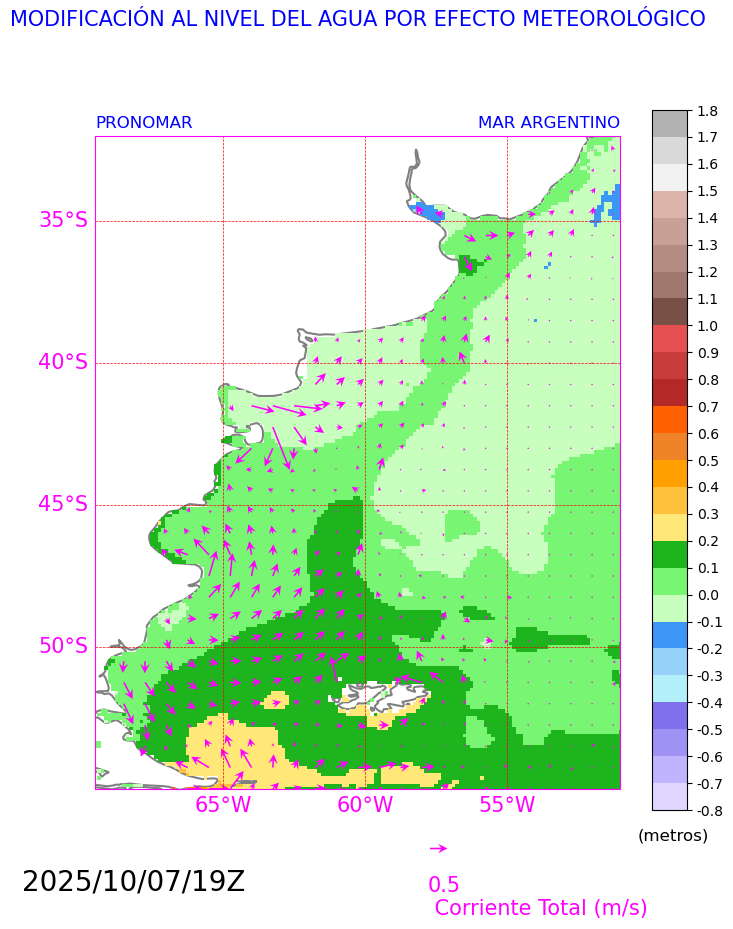 MODIFICACIÓN AL NIVEL DEL AGUA POR EFECTO METEOROLÓGICO
PRONOMAR
MAR ARGENTINO
35°S
40°S
45°S
50°S
65°W
60°W
55°W
1.8
1.7
1.6
1.5
1.4
1.3
1.2
1.1
1.0
0.9
0.8
0.7
0.6
0.5
0.4
0.3
0.2
0.1
0.0
-0.1
-0.2
-0.3
-0.4
-0.5
-0.6
-0.7
-0.8
(metros)
2025/10/07/19Z
0.5
Corriente Total (m/s)